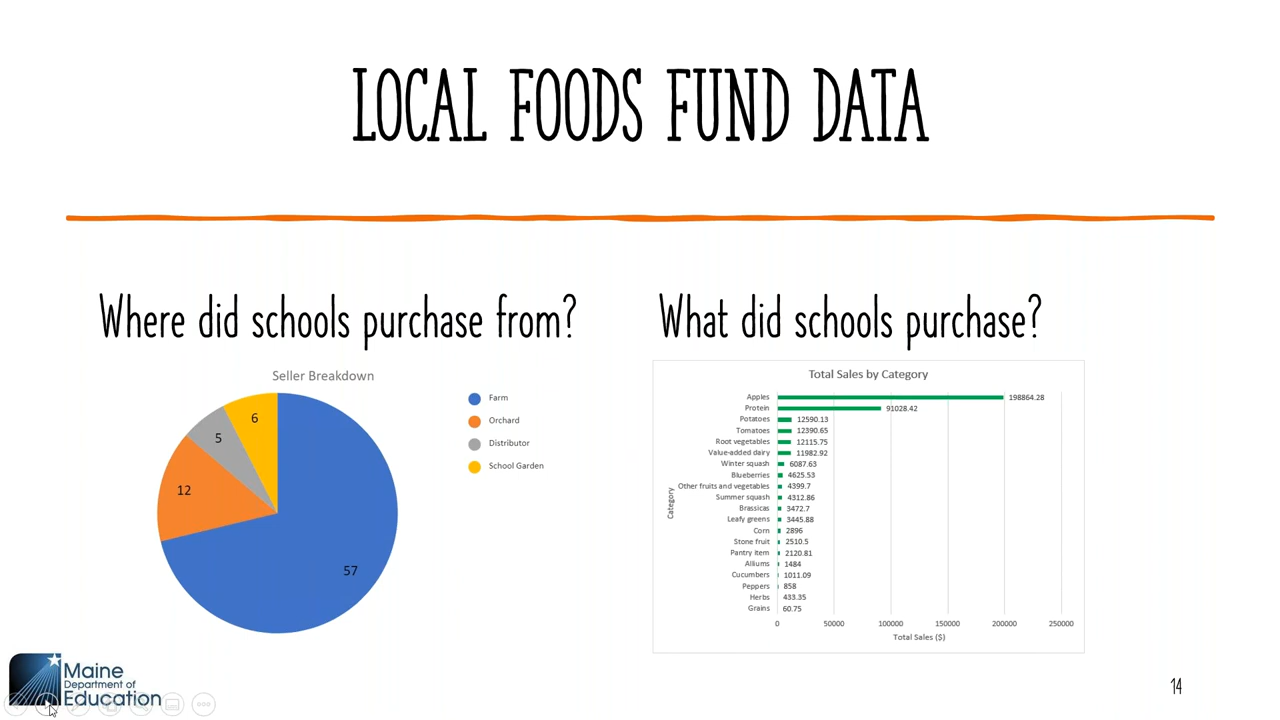 LOCAL FOODS FUND DATA
Where did schools purchase from?
Seller Breakdown
57
12
5
6
Farm
Orchard
Distributor
School Garden
What did schools purchase?
Total Sales by Category
Category
Apples 198864.28
Protein 91028.42
Potatoes 12590.13
Tomatoes 12390.65
Root vegetables 12115.75
Value-added dairy 11982.92
Winter squash 6087.63
Blueberries 4625.53
Other fruits and vegetables 4399.7
Summer squash 4312.86
Brassicas 3472.7
Leafy greens 3445.88
Corn 2896
Stone fruit 2510.5
Pantry item 2120.81
Alliums 1484
Cucumbers 1011.09
Peppers 858
Herbs 433.35
Grains 60.75
0 50000 100000 150000 200000 250000
Total Sales ($)
Maine
Department of
Education
14